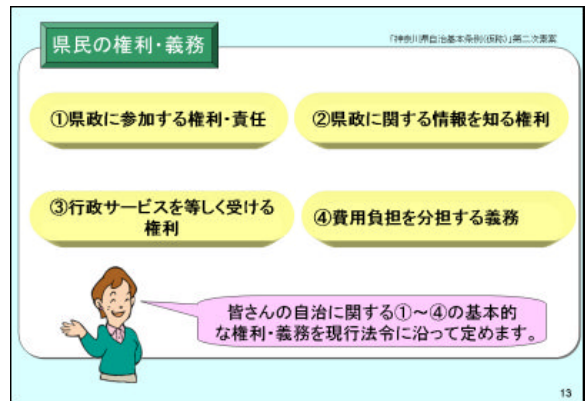 「神奈川県自治基本条例(仮称)」第二次素案
県民の権利・義務
①県政に参加する権利・責任
②県政に関する情報を知る権利
③行政サービスを等しく受ける
権利
④費用負担を分担する義務
皆さんの自治に関する①～④の基本的
な権利・義務を現行法令に沿って定めます。
13